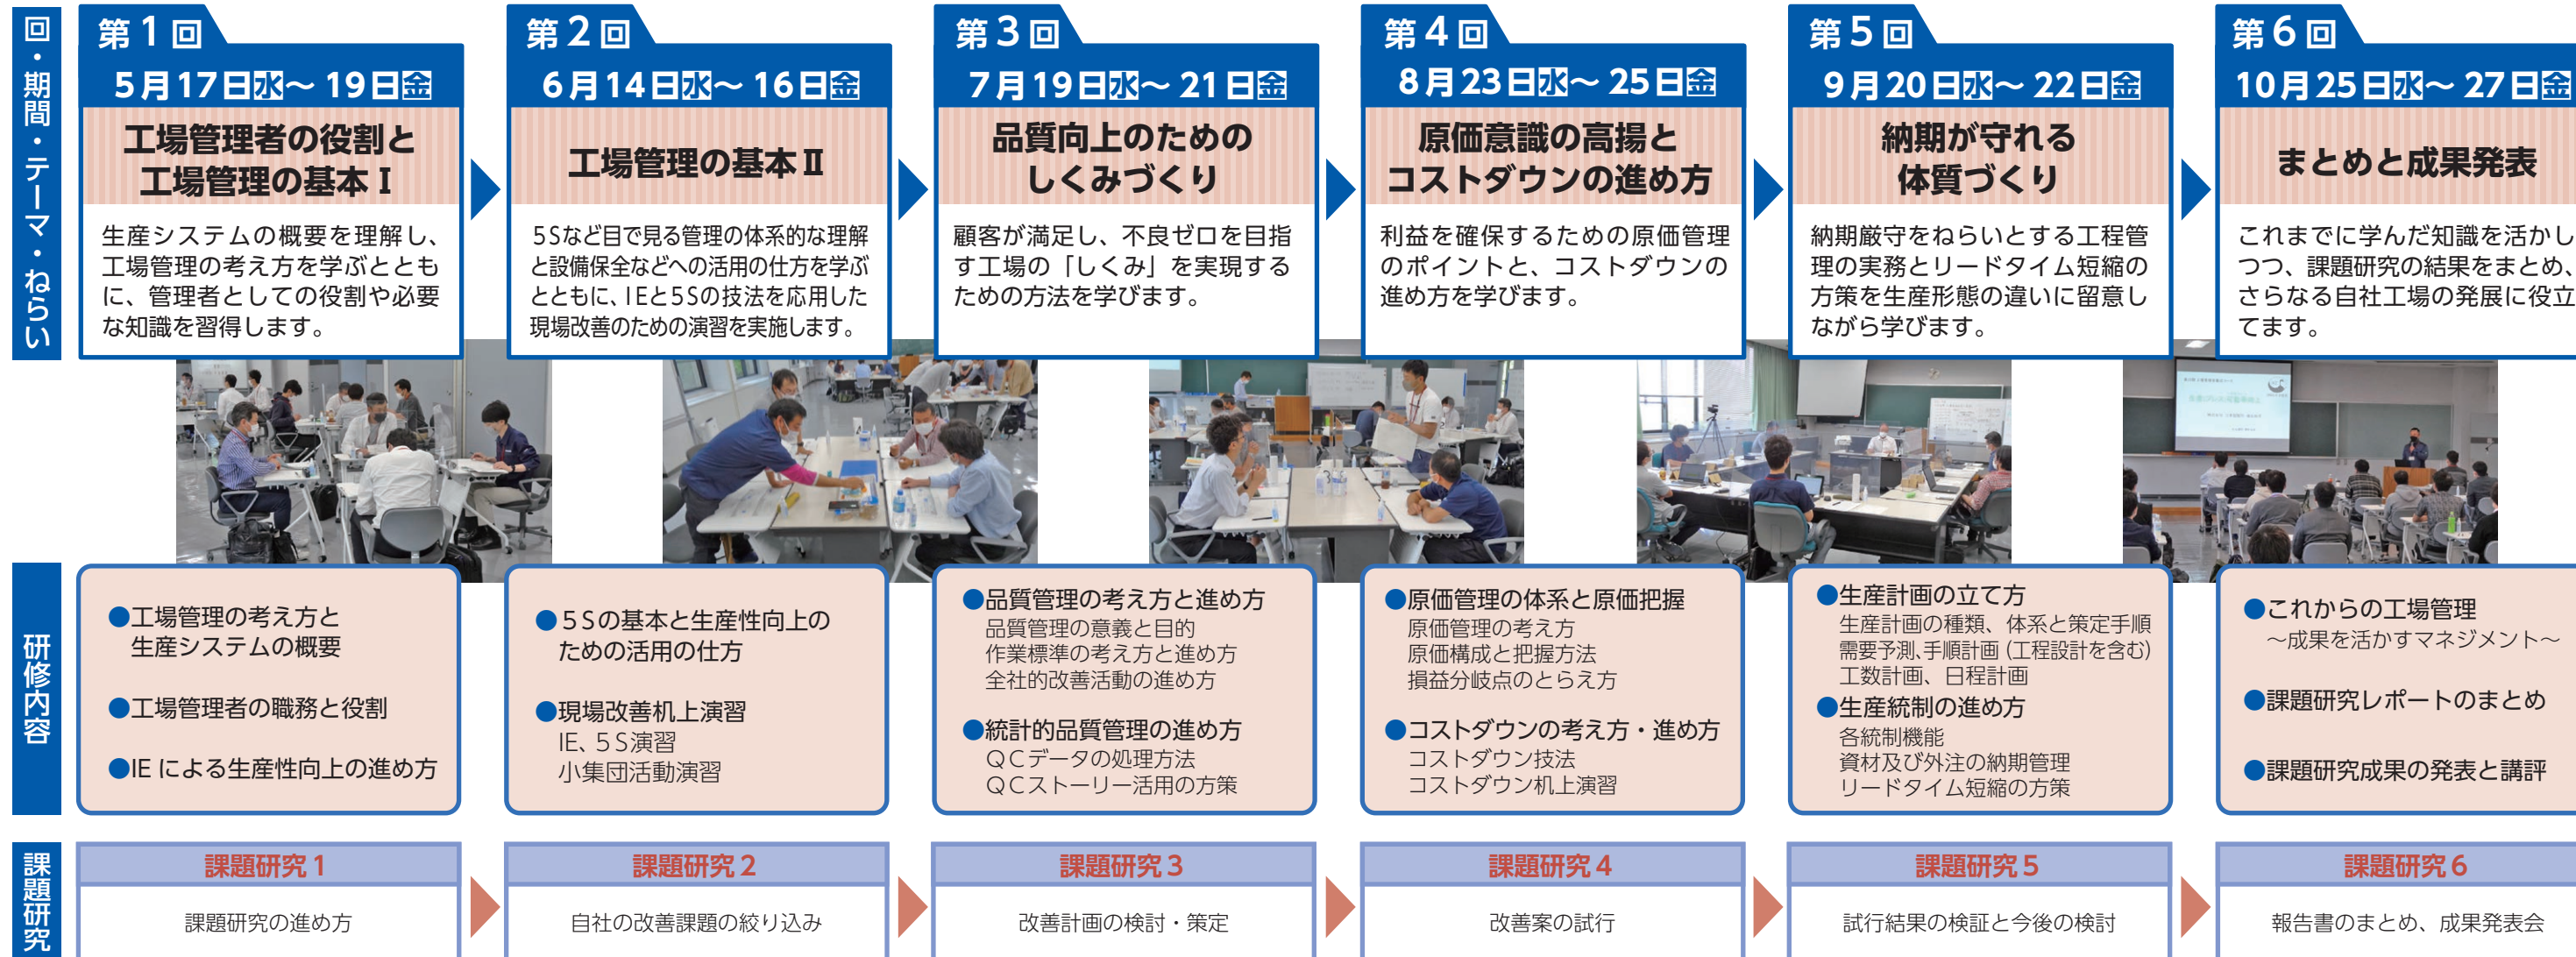 回・期間・テーマ・ねらい
第1回
5月17日水～19日金
工場管理者の役割と
工場管理の基本Ⅰ
生産システムの概要を理解し、
工場管理の考え方を学ぶととも
に、管理者としての役割や必要
な知識を習得します。
第2回
6月14日水～16日金
工場管理の基本Ⅱ
5Sなど目で見る管理の体系的な理解
と設備保全などへの活用の仕方を学ぶ
とともに、IEと5Sの技法を応用した
現場改善のための演習を実施します。
第3回
7月19日水～21日金
品質向上のための
しくみづくり
顧客が満足し、不良ゼロを目指
す工場の「しくみ」を実現する
ための方法を学びます。
第4回
8月23日水～25日金
原価意識の高揚と
コストダウンの進め方
利益を確保するための原価管理
のポイントと、コストダウンの
進め方を学びます。
第5回
9月20日水～22日金
納期が守れる
体質づくり
納期厳守をねらいとする工程管
理の実務とリードタイム短縮の
方策を生産形態の違いに留意し
ながら学びます。
第6回
10月25日水～27日金
まとめと成果発表
これまでに学んだ知識を活かし
つつ、課題研究の結果をまとめ、
さらなる自社工場の発展に役立
てます。
研修内容
●工場管理の考え方と
生産システムの概要
●工場管理者の職務と役割
●IEによる生産性向上の進め方
●5Sの基本と生産性向上の
ための活用の仕方
●現場改善机上演習
IE、5S演習
小集団活動演習
●品質管理の考え方と進め方
品質管理の意義と目的
作業標準の考え方と進め方
全社的改善活動の進め方
●統計的品質管理の進め方
QCデータの処理方法
QCストーリー活用の方策
●原価管理の体系と原価把握
原価管理の考え方
原価構成と把握方法
損益分岐点のとらえ方
●コストダウンの考え方・進め方
コストダウン技法
コストダウン机上演習
●生産計画の立て方
生産計画の種類、体系と策定手順
需要予測、手順計画(工程設計を含む)
工数計画、日程計画
●生産統制の進め方
各統制機能
資材及び外注の納期管理
リードタイム短縮の方策
●これからの工場管理
～成果を活かすマネジメント～
●課題研究レポートのまとめ
●課題研究成果の発表と講評
課題研究
課題研究1
課題研究の進め方
課題研究2
自社の改善課題の絞り込み
課題研究3
改善計画の検討・策定
課題研究4
改善案の試行
課題研究5
試行結果の検証と今後の検討
課題研究6
報告書のまとめ、成果発表会